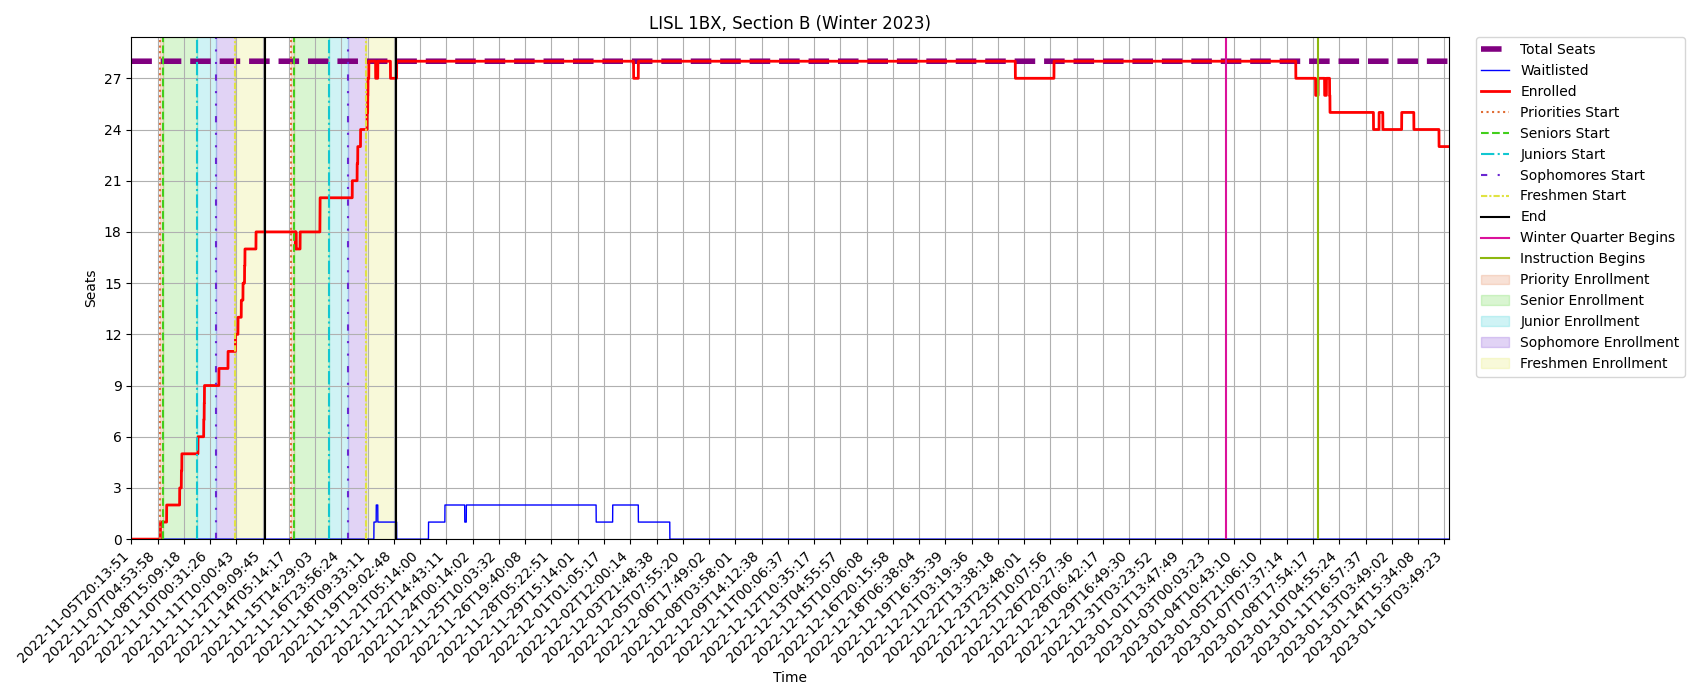 LISL 1BX, Section B (Winter 2023)
Total Seats
Waitlisted
Enrolled
Priorities Start
Seniors Start
Juniors Start
Sophomores Start
Freshmen Start
End
Winter Quarter Begins
Instruction Begins
Priority Enrollment
Senior Enrollment
Junior Enrollment
Sophomore Enrollment
Freshmen Enrollment
Seats
27
24
21
18
15
12
9
6
3
0
2022-11-05T20:13:51
2022-11-07T04:53:58
2022-11-08T15:09:18
2022-11-10T00:31:26
2022-11-11T10:00:43
2022-11-12T19:09:45
2022-11-14T05:14:17
2022-11-15T14:29:03
2022-11-16T23:56:24
2022-11-18T09:33:11
2022-11-19T19:02:48
2022-11-21T05:14:00
2022-11-22T14:43:11
2022-11-24T00:14:02
2022-11-25T10:03:32
2022-11-26T19:40:08
2022-11-28T05:22:51
2022-11-29T15:14:01
2022-12-01T01:05:17
2022-12-02T12:00:14
2022-12-03T21:48:38
2022-12-05T07:55:20
2022-12-06T17:49:02
2022-12-08T03:58:01
2022-12-09T14:12:38
2022-12-11T00:06:37
2022-12-12T10:35:17
2022-12-13T04:55:57
2022-12-15T10:06:08
2022-12-16T20:15:58
2022-12-18T06:38:04
2022-12-19T16:35:39
2022-12-21T03:19:36
2022-12-22T13:38:18
2022-12-23T23:48:01
2022-12-25T10:07:56
2022-12-26T20:27:36
2022-12-28T06:42:17
2022-12-29T16:49:30
2022-12-31T03:23:52
2023-01-01T13:47:49
2023-01-03T00:03:23
2023-01-04T10:43:10
2023-01-05T21:06:10
2023-01-07T07:37:14
2023-01-08T17:54:17
2023-01-10T04:55:24
2023-01-11T16:57:37
2023-01-13T03:49:02
2023-01-14T15:34:08
2023-01-16T03:49:23
Time